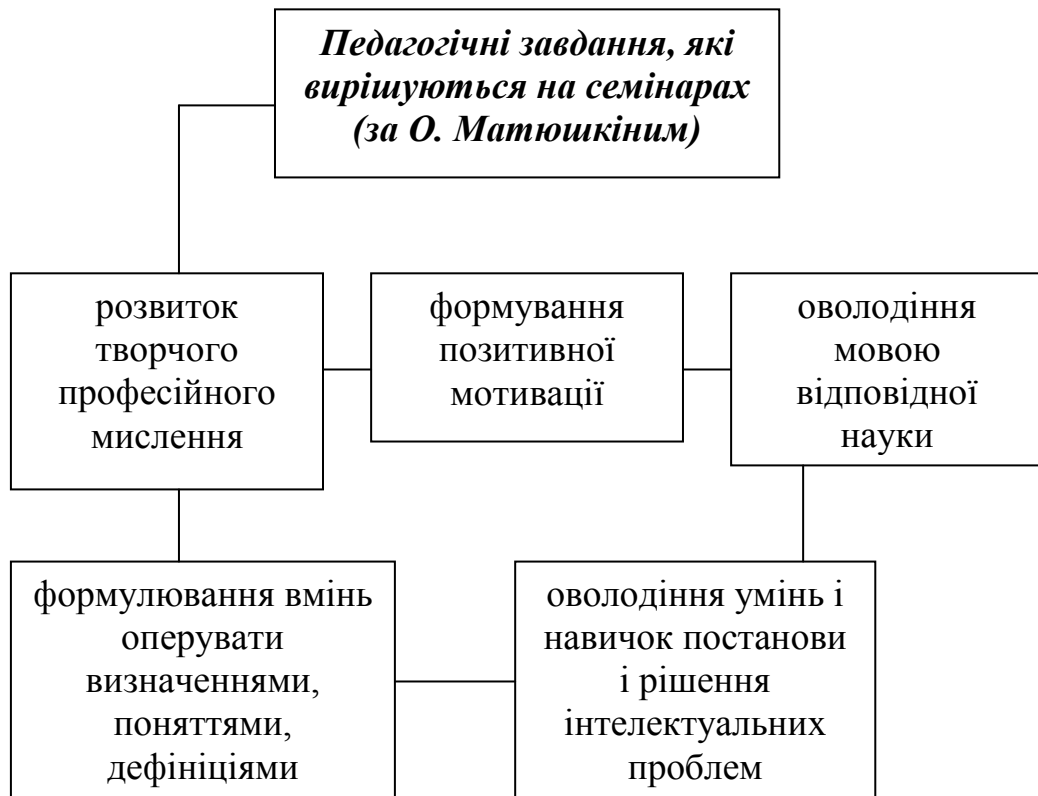 Педагогічні завдання, які
вирішуються на семінарах
(за О. Матюшкіним)
розвиток
творчого
професійного
мислення
формування
позитивної
мотивації
оволодіння
мовою
відповідної
науки
формулювання вмінь
оперувати
визначеннями,
поняттями,
дефініціями
оволодіння умінь і
навичок постанови
і рішення
інтелектуальних
проблем